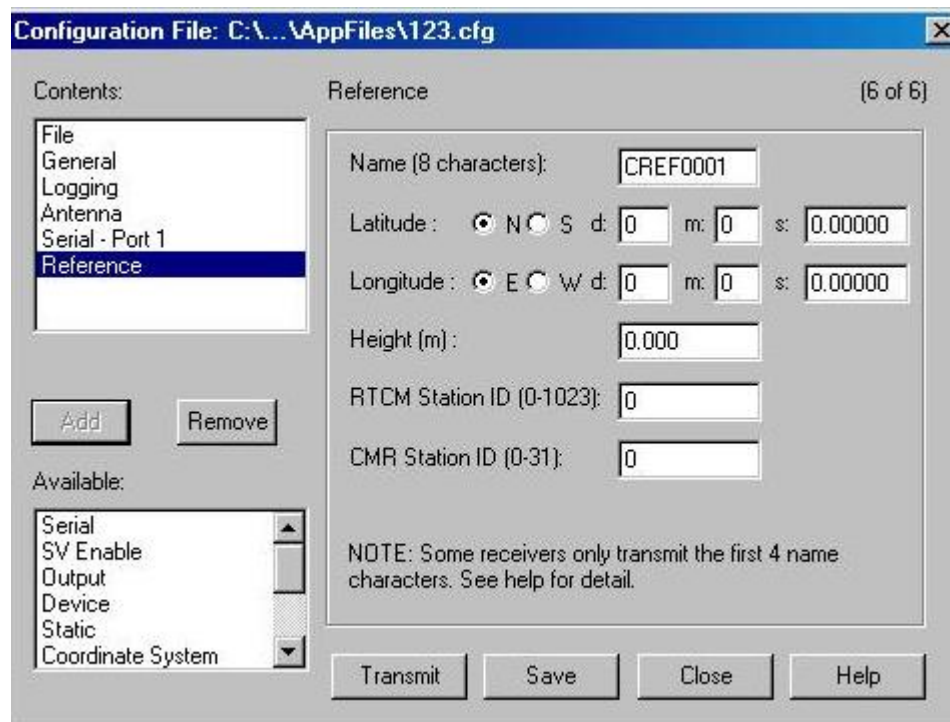 Configuration File: C:\...\AppFiles\123.cfg
Contents:
File
General
Logging
Antenna
Serial - Port 1
Reference
Add
Remove
Available:
Serial
SV Enable
Output
Device
Static
Coordinate System
Reference
(6 of 6)
Name (8 characters): CREF0001
Latitude : N S d: 0 m: 0 s: 0.00000
Longitude : E W d: 0 m: 0 s: 0.00000
Height (m) : 0.000
RTCM Station ID (0-1023): 0
CMR Station ID (0-31): 0
NOTE: Some receivers only transmit the first 4 name
characters. See help for detail.
Transmit
Save
Close
Help